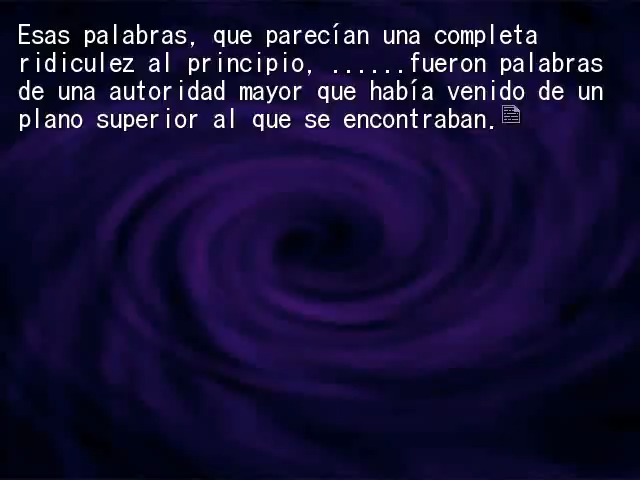 Esas palabras, que parecían una completa
ridiculez al principio, ......fueron palabras
de una autoridad mayor que había venido de un
plano superior al que se encontraban.